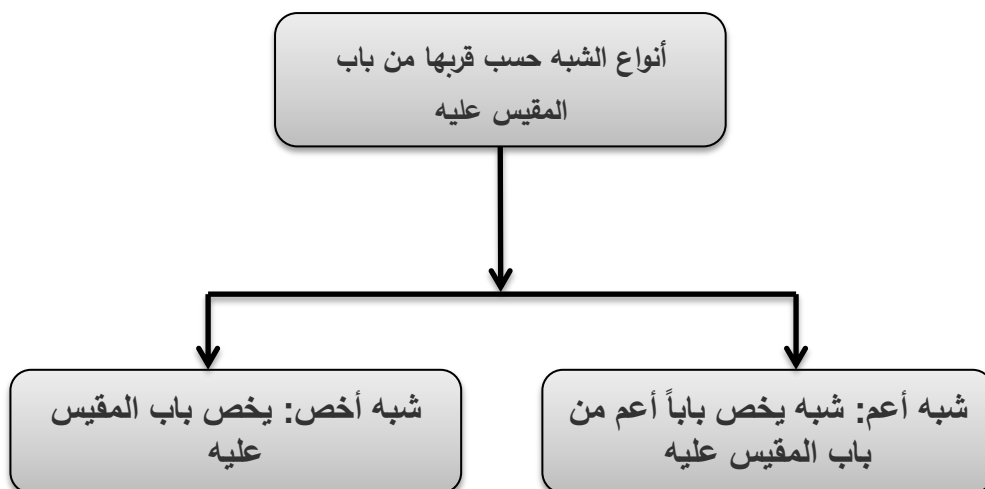 أنواع الشبه حسب قربها من باب
المقيس عليه
شبه أعم: شبه يخص باباً أعم من
باب المقيس عليه
شبه أخص: يخص باب المقيس
عليه